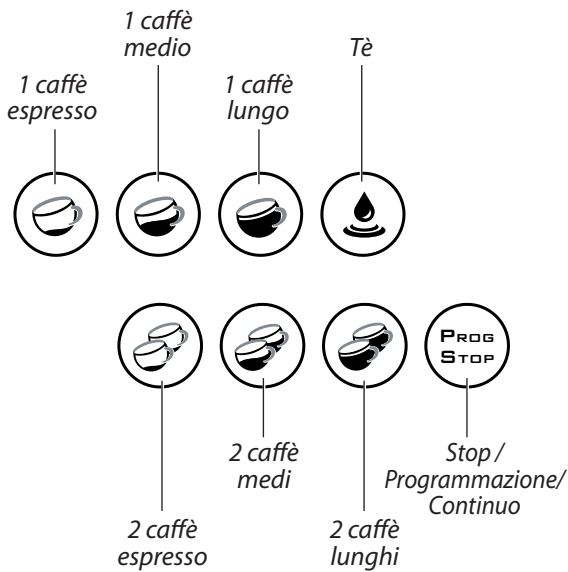 1 caffè
medio
Tè
1 caffè
espresso
1 caffè
lungo
PROG
STOP
2 caffè
medi
Stop /
Programmazione/
Continuo
2 caffè
espresso
2 caffè
lunghi